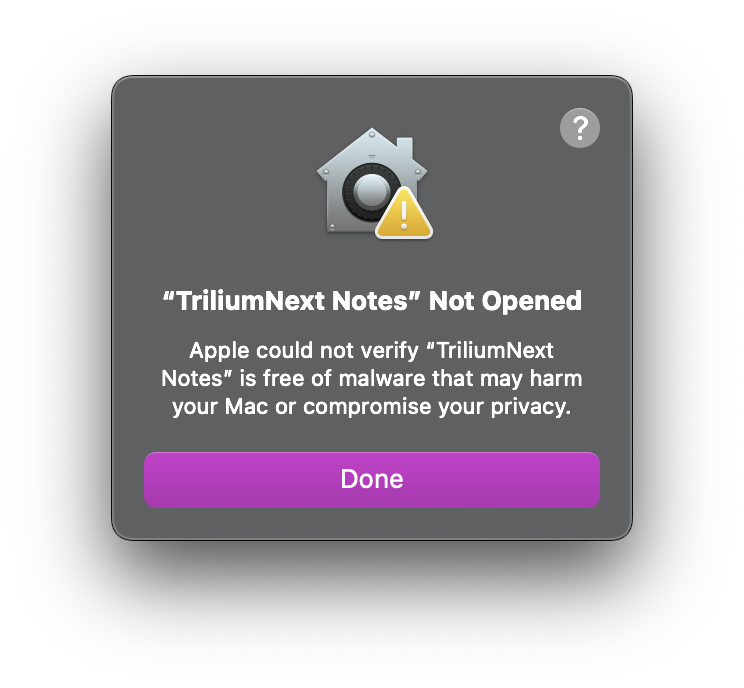 ?
“TriliumNext Notes” Not Opened
Apple could not verify “TriliumNext
Notes” is free of malware that may harm
your Mac or compromise your privacy.
Done